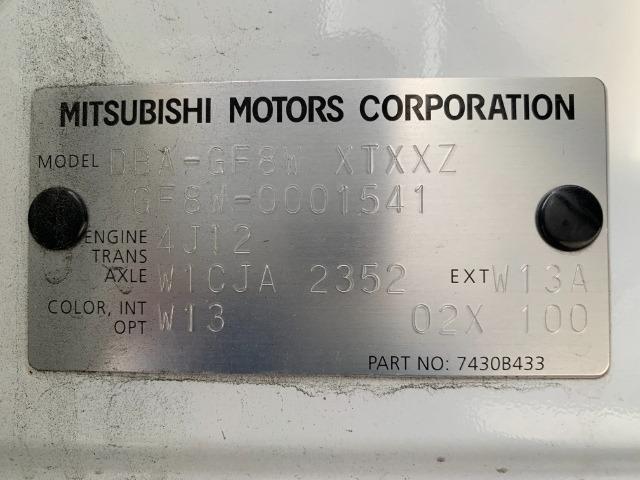 MITSUBISHI MOTORS CORPORATION
MODEL DBA-GF8W XTXXZ
GF8W-0001541
ENGINE 4J12
TRANS
AXLE W1CJA 2352 EXT W13A
COLOR, INT W13 02X 100
OPT
PART NO: 7430B433